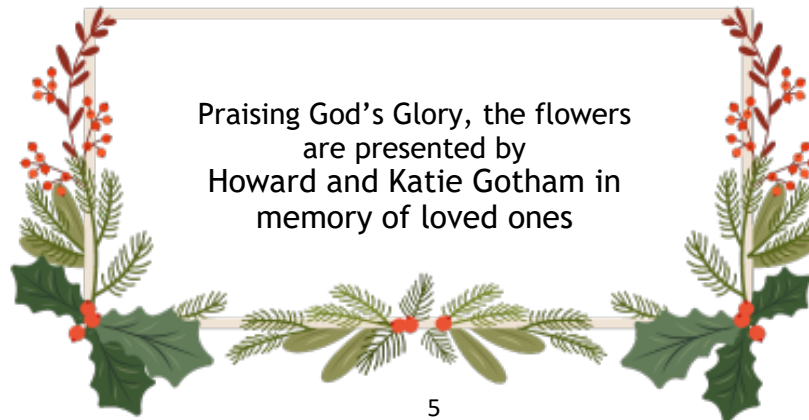 Praising God’s Glory, the flowers
are presented by
Howard and Katie Gotham in
memory of loved ones
5